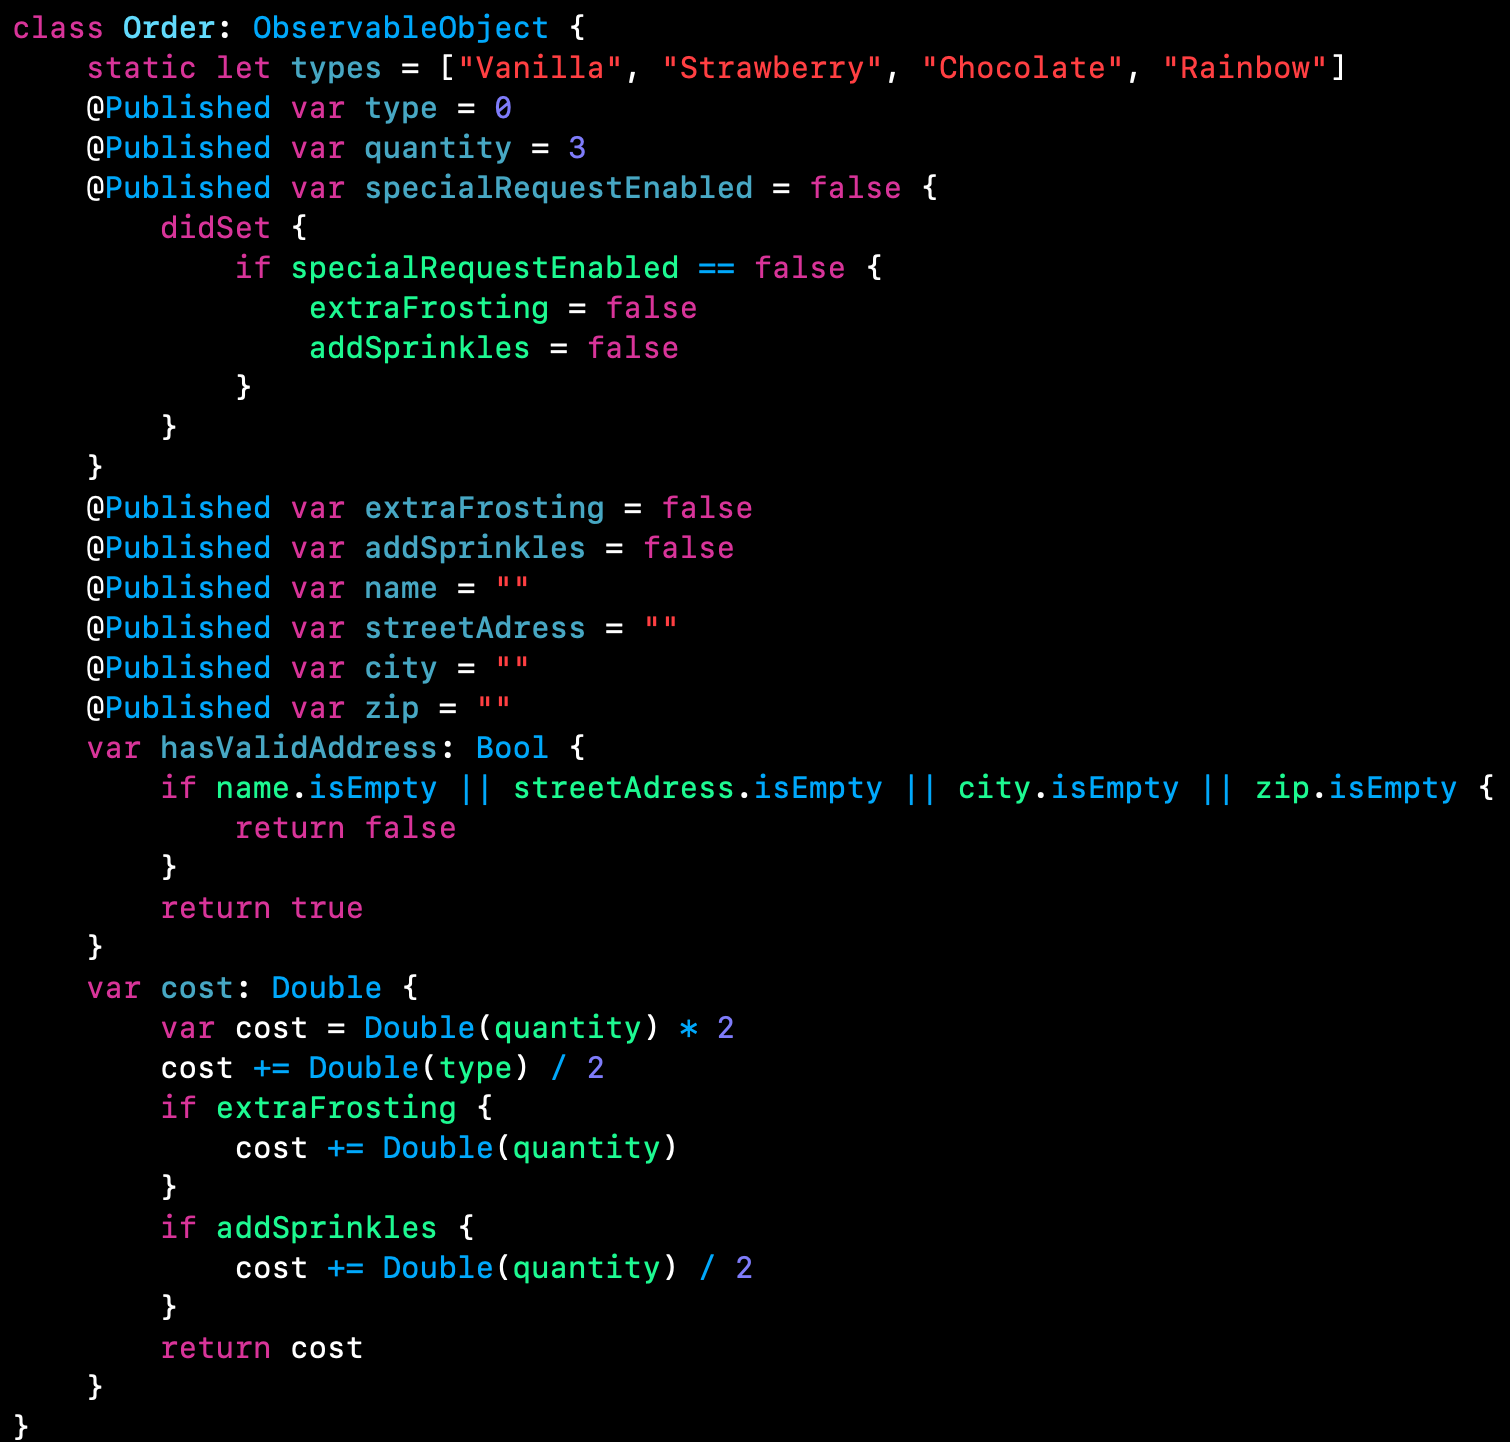 class Order: ObservableObject {
    static let types = ["Vanilla", "Strawberry", "Chocolate", "Rainbow"]
    @Published var type = 0
    @Published var quantity = 3
    @Published var specialRequestEnabled = false {
        didSet {
            if specialRequestEnabled == false {
                extraFrosting = false
                addSprinkles = false
            }
        }
    }
    @Published var extraFrosting = false
    @Published var addSprinkles = false
    @Published var name = ""
    @Published var streetAdress = ""
    @Published var city = ""
    @Published var zip = ""
    var hasValidAddress: Bool {
        if name.isEmpty || streetAdress.isEmpty || city.isEmpty || zip.isEmpty {
            return false
        }
        return true
    }
    var cost: Double {
        var cost = Double(quantity) * 2
        cost += Double(type) / 2
        if extraFrosting {
            cost += Double(quantity)
        }
        if addSprinkles {
            cost += Double(quantity) / 2
        }
        return cost
    }
}